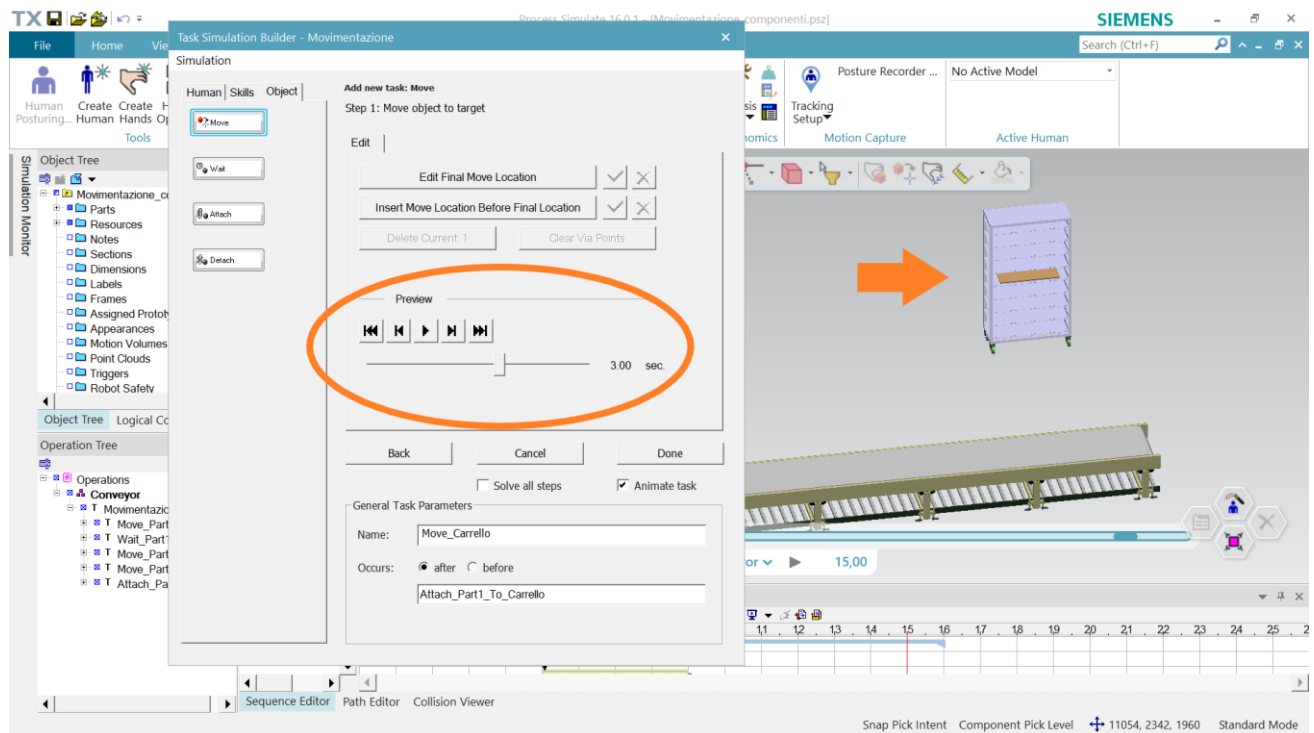 TX
Process Simulate 16.0.1 - [Movimentazione_componenti.psz]
SIEMENS
File Home Vie
Search (Ctrl+F)
Task Simulation Builder - Movimentazione
Simulation
Human
Posturing...
Create
Human
Create
Hands
Tools
Posture Recorder ...
No Active Model
Tracking
Setup
Motion Capture
Active Human
Human Skills Object
Move
Wait
Attach
Detach
Add new task: Move
Step 1: Move object to target
Edit
Edit Final Move Location
Insert Move Location Before Final Location
Delete Current: 1
Clear Via Points
Preview
3.00 sec.
Back
Cancel
Done
Solve all steps
Animate task
General Task Parameters
Name: Move_Carrello
Occurs: after before
Attach_Part1_To_Carrello
Simulation Monitor
Object Tree
Movimentazione_co
Parts
Resources
Notes
Sections
Dimensions
Labels
Frames
Assigned Prototy
Appearances
Motion Volumes
Point Clouds
Triggers
Robot Safety
Object Tree Logical Co
Operation Tree
Operations
Conveyor
Movimentazic
Move_Part
Wait_Part1
Move_Part
Move_Part
Attach_Pa
or 15,00
11 12 13 14 15 16 17 18 19 20 21 22 23 24 25 2
Sequence Editor Path Editor Collision Viewer
Snap Pick Intent Component Pick Level 11054, 2342, 1960 Standard Mode